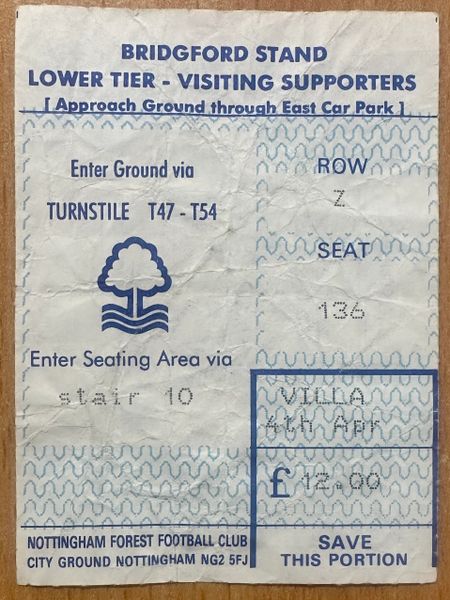 BRIDGFORD STAND
LOWER TIER - VISITING SUPPORTERS
[ Approach Ground through East Car Park ]
Enter Ground via
TURNSTILE T47 - T54
ROW
Z
SEAT
136
Enter Seating Area via
stair 10
VILLA
4th Apr
£ 12.00
NOTTINGHAM FOREST FOOTBALL CLUB
CITY GROUND NOTTINGHAM NG2 5FJ
SAVE
THIS PORTION